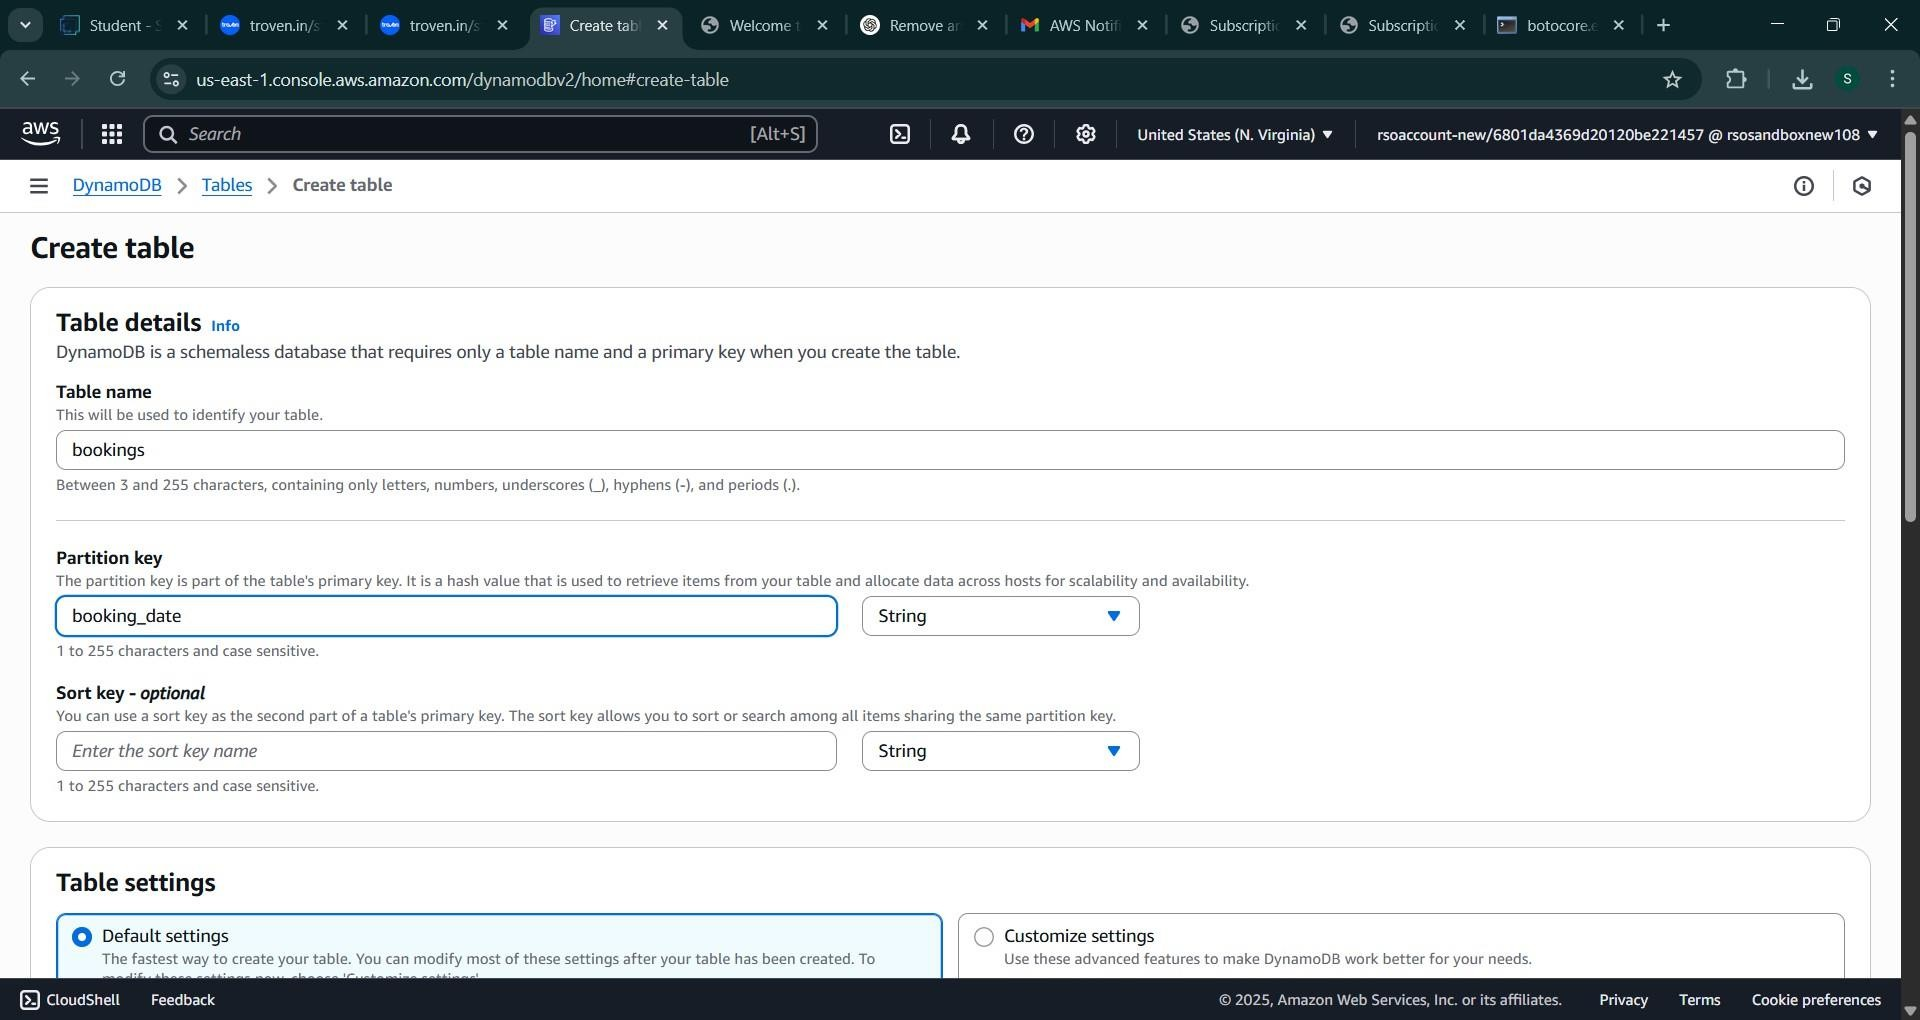 Student - S
troven.in/s
troven.in/s
Create tab
Welcome t
Remove an
AWS Notifi
Subscriptio
Subscriptio
botocore.e
us-east-1.console.aws.amazon.com/dynamodbv2/home#create-table
S
aws
Search
[Alt+S]
United States (N. Virginia)
rsoaccount-new/6801da4369d20120be221457 @ rsosandboxnew108
DynamoDB
Tables
Create table
Create table
Table details Info
DynamoDB is a schemaless database that requires only a table name and a primary key when you create the table.
Table name
This will be used to identify your table.
bookings
Between 3 and 255 characters, containing only letters, numbers, underscores (_), hyphens (-), and periods (.).
Partition key
The partition key is part of the table's primary key. It is a hash value that is used to retrieve items from your table and allocate data across hosts for scalability and availability.
booking_date
String
1 to 255 characters and case sensitive.
Sort key - optional
You can use a sort key as the second part of a table's primary key. The sort key allows you to sort or search among all items sharing the same partition key.
Enter the sort key name
String
1 to 255 characters and case sensitive.
Table settings
Default settings
The fastest way to create your table. You can modify most of these settings after your table has been created. To
modify these settings now, choose 'Customize settings'.
Customize settings
Use these advanced features to make DynamoDB work better for your needs.
CloudShell
Feedback
© 2025, Amazon Web Services, Inc. or its affiliates.
Privacy
Terms
Cookie preferences